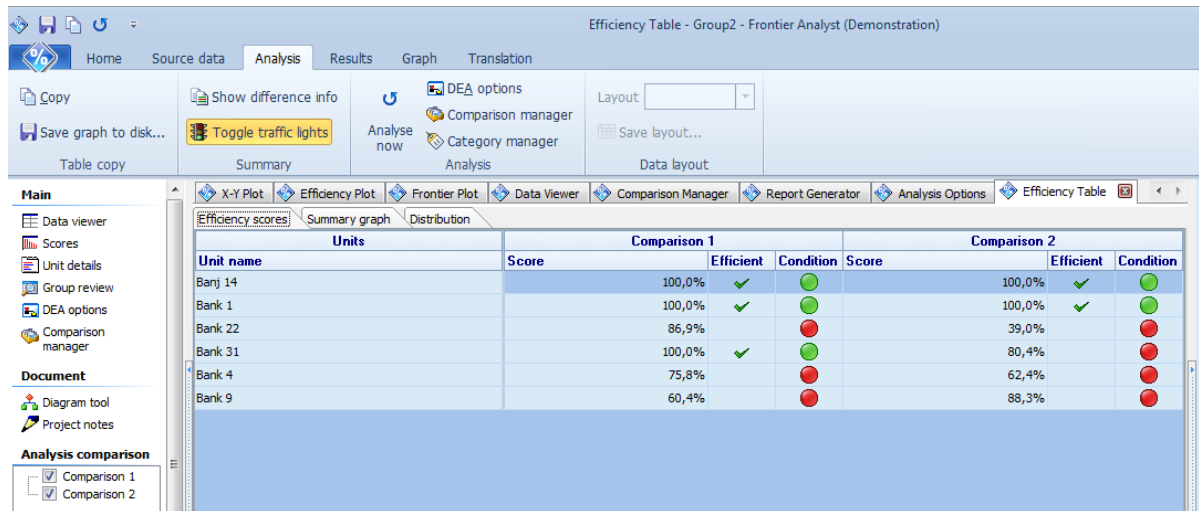 Efficiency Table - Group2 - Frontier Analyst (Demonstration)
Home Source data Analysis Results Graph Translation
Copy
Save graph to disk...
Table copy
Show difference info
Toggle traffic lights
Summary
Analyse now
DEA options
Comparison manager
Category manager
Analysis
Layout
Save layout...
Data layout
Main
Data viewer
Scores
Unit details
Group review
DEA options
Comparison
manager
Document
Diagram tool
Project notes
Analysis comparison
Comparison 1
Comparison 2
X-Y Plot Efficiency Plot Frontier Plot Data Viewer Comparison Manager Report Generator Analysis Options Efficiency Table
Efficiency scores Summary graph Distribution
Units Comparison 1 Comparison 2
Unit name Score Efficient Condition Score Efficient Condition
Banj 14 100,0% 100,0%
Bank 1 100,0% 100,0%
Bank 22 86,9% 39,0%
Bank 31 100,0% 80,4%
Bank 4 75,8% 62,4%
Bank 9 60,4% 88,3%